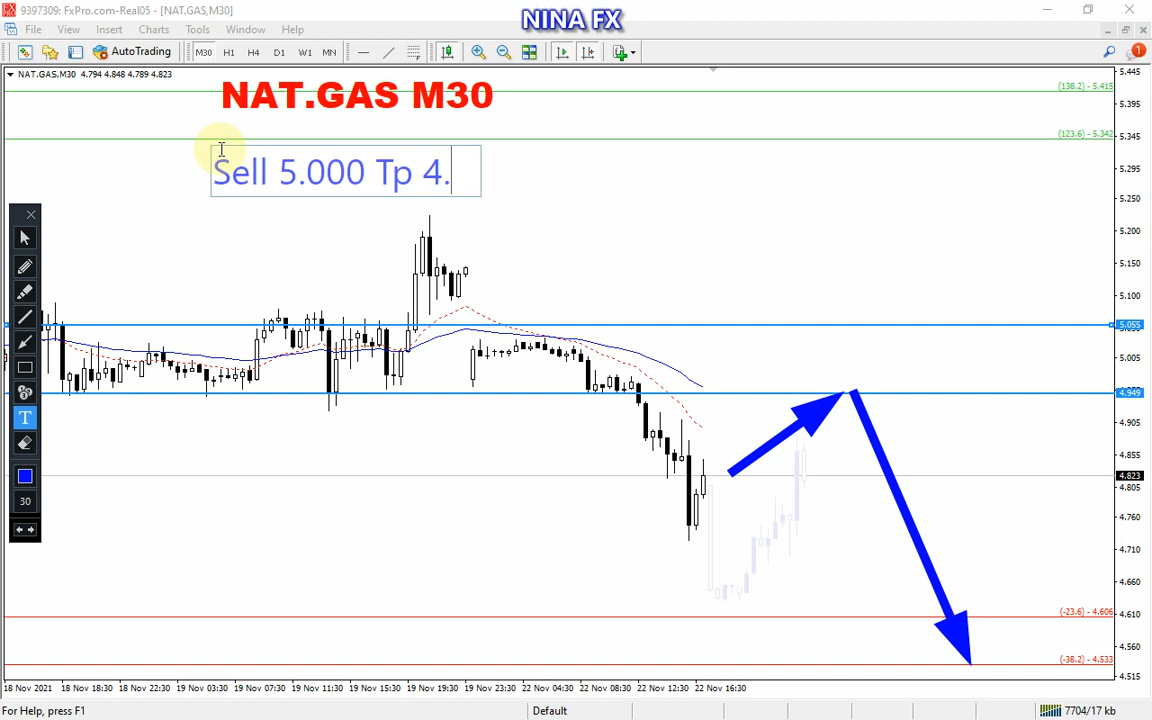 9397309: FxPro.com-Real05 - [NAT.GAS,M30]
NINA FX
File View Insert Charts Tools Window Help
AutoTrading M30 H1 H4 D1 W1 MN
1
NAT.GAS,M30 4.794 4.848 4.789 4.823
NAT.GAS M30
Sell 5.000 Tp 4.
(138.2) - 5.415
(123.6) - 5.342
(-23.6) - 4.606
(-38.2) - 4.533
5.445
5.395
5.345
5.295
5.250
5.200
5.150
5.100
5.055
5.005
4.949
4.905
4.855
4.823
4.805
4.760
4.710
4.660
4.610
4.560
4.515
T
30
18 Nov 2021 18 Nov 18:30 18 Nov 22:30 19 Nov 03:30 19 Nov 07:30 19 Nov 11:30 19 Nov 15:30 19 Nov 19:30 19 Nov 23:30 22 Nov 04:30 22 Nov 08:30 22 Nov 12:30 22 Nov 16:30
For Help, press F1 Default 7704/17 kb